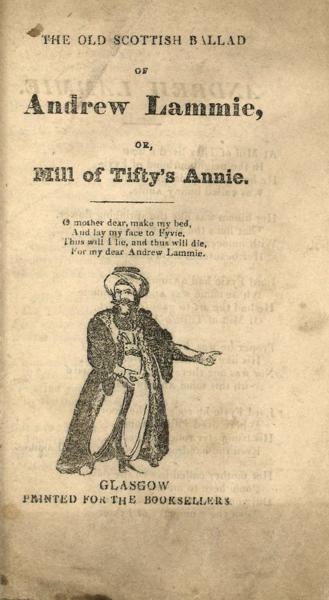 THE OLD SCOTTISH BALLAD
OF
Andrew Lammie,
OR,
Mill of Tifty's Annie.
O mother dear, make my bed,
And lay my face to Fyvie,
Thus will I lie, and thus will die,
For my dear Andrew Lammie.
GLASGOW
PRINTED FOR THE BOOKSELLERS